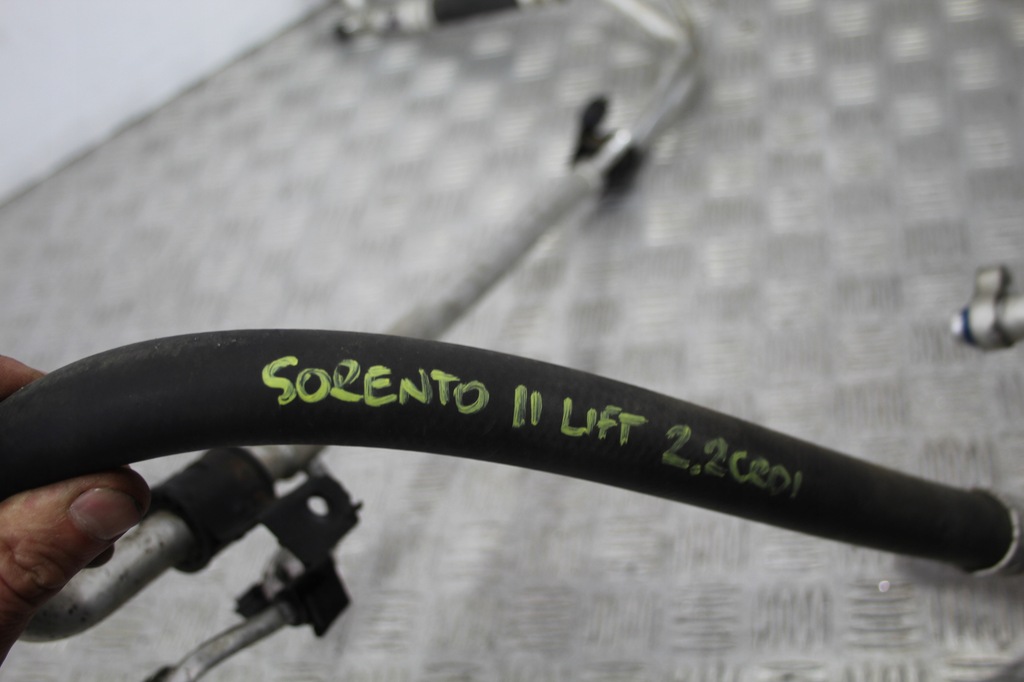 SORENTO II LIFT 2.2CRDI